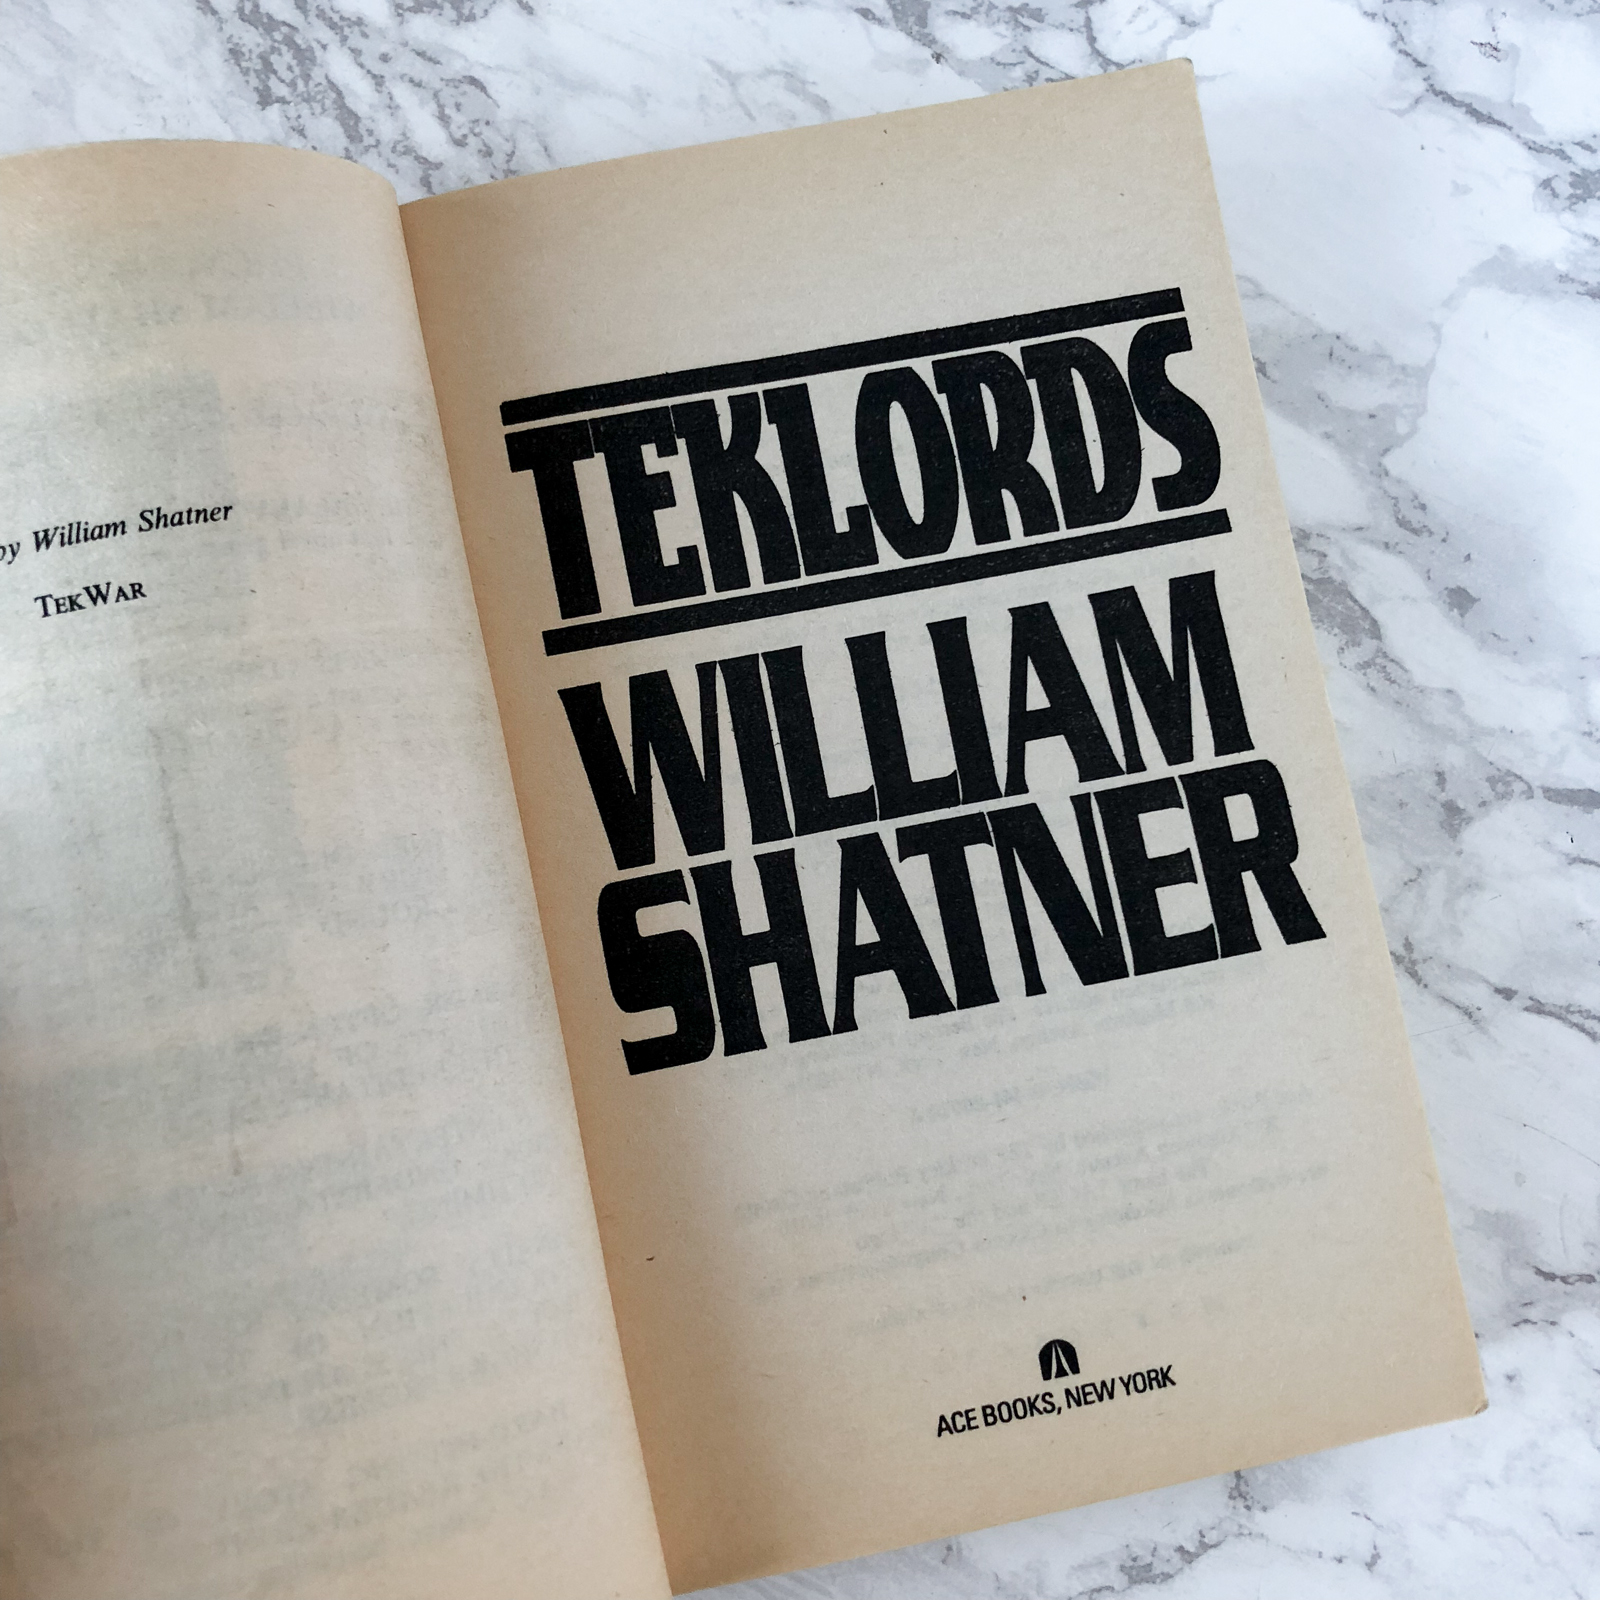 by William Shatner
TEKWAR
TEKLORDS
WILLIAM
SHATNER
ACE BOOKS, NEW YORK